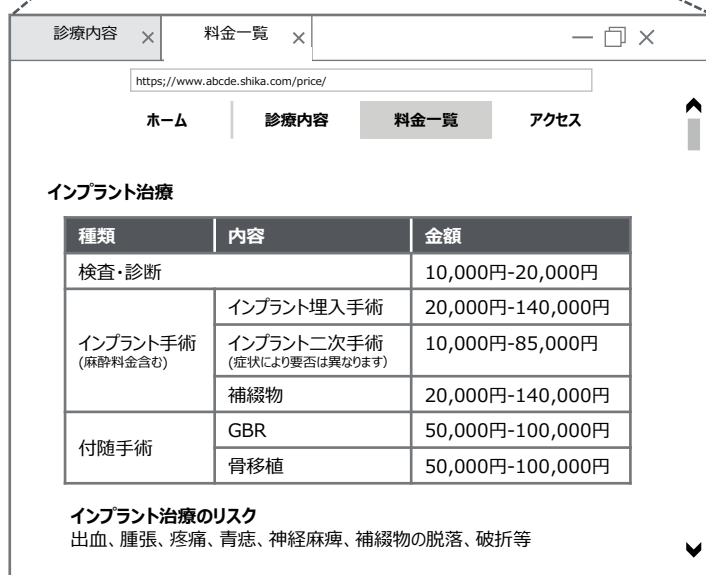 診療内容 ×
料金一覧 ×
https;//www.abcde.shika.com/price/
ホーム 診療内容 料金一覧 アクセス
インプラント治療
種類 内容 金額
検査・診断 10,000円-20,000円
インプラント手術
(麻酔料金含む)
インプラント埋入手術 20,000円-140,000円
インプラント二次手術 10,000円-85,000円
(症状により要否は異なります)
補綴物 20,000円-140,000円
付随手術
GBR 50,000円-100,000円
骨移植 50,000円-100,000円
インプラント治療のリスク
出血、腫張、疼痛、青痣、神経麻痺、補綴物の脱落、破折等